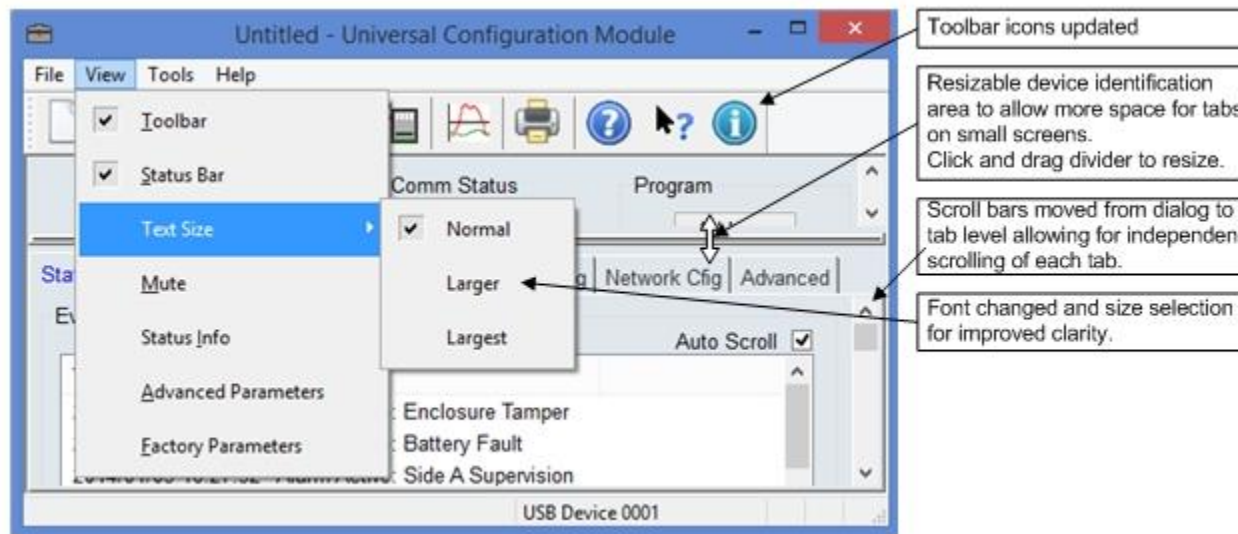 Untitled - Universal Configuration Module
File View Tools Help
Toolbar
Status Bar
Text Size
Mute
Status Info
Advanced Parameters
Factory Parameters
Normal
Larger
Largest
Comm Status Program
Network Cfig Advanced
Auto Scroll
Enclosure Tamper
Battery Fault
Side A Supervision
USB Device 0001
Toolbar icons updated
Resizable device identification
area to allow more space for tabs
on small screens.
Click and drag divider to resize.
Scroll bars moved from dialog to
tab level allowing for
scrolling of each tab.
Font changed and size selection
for improved clarity.